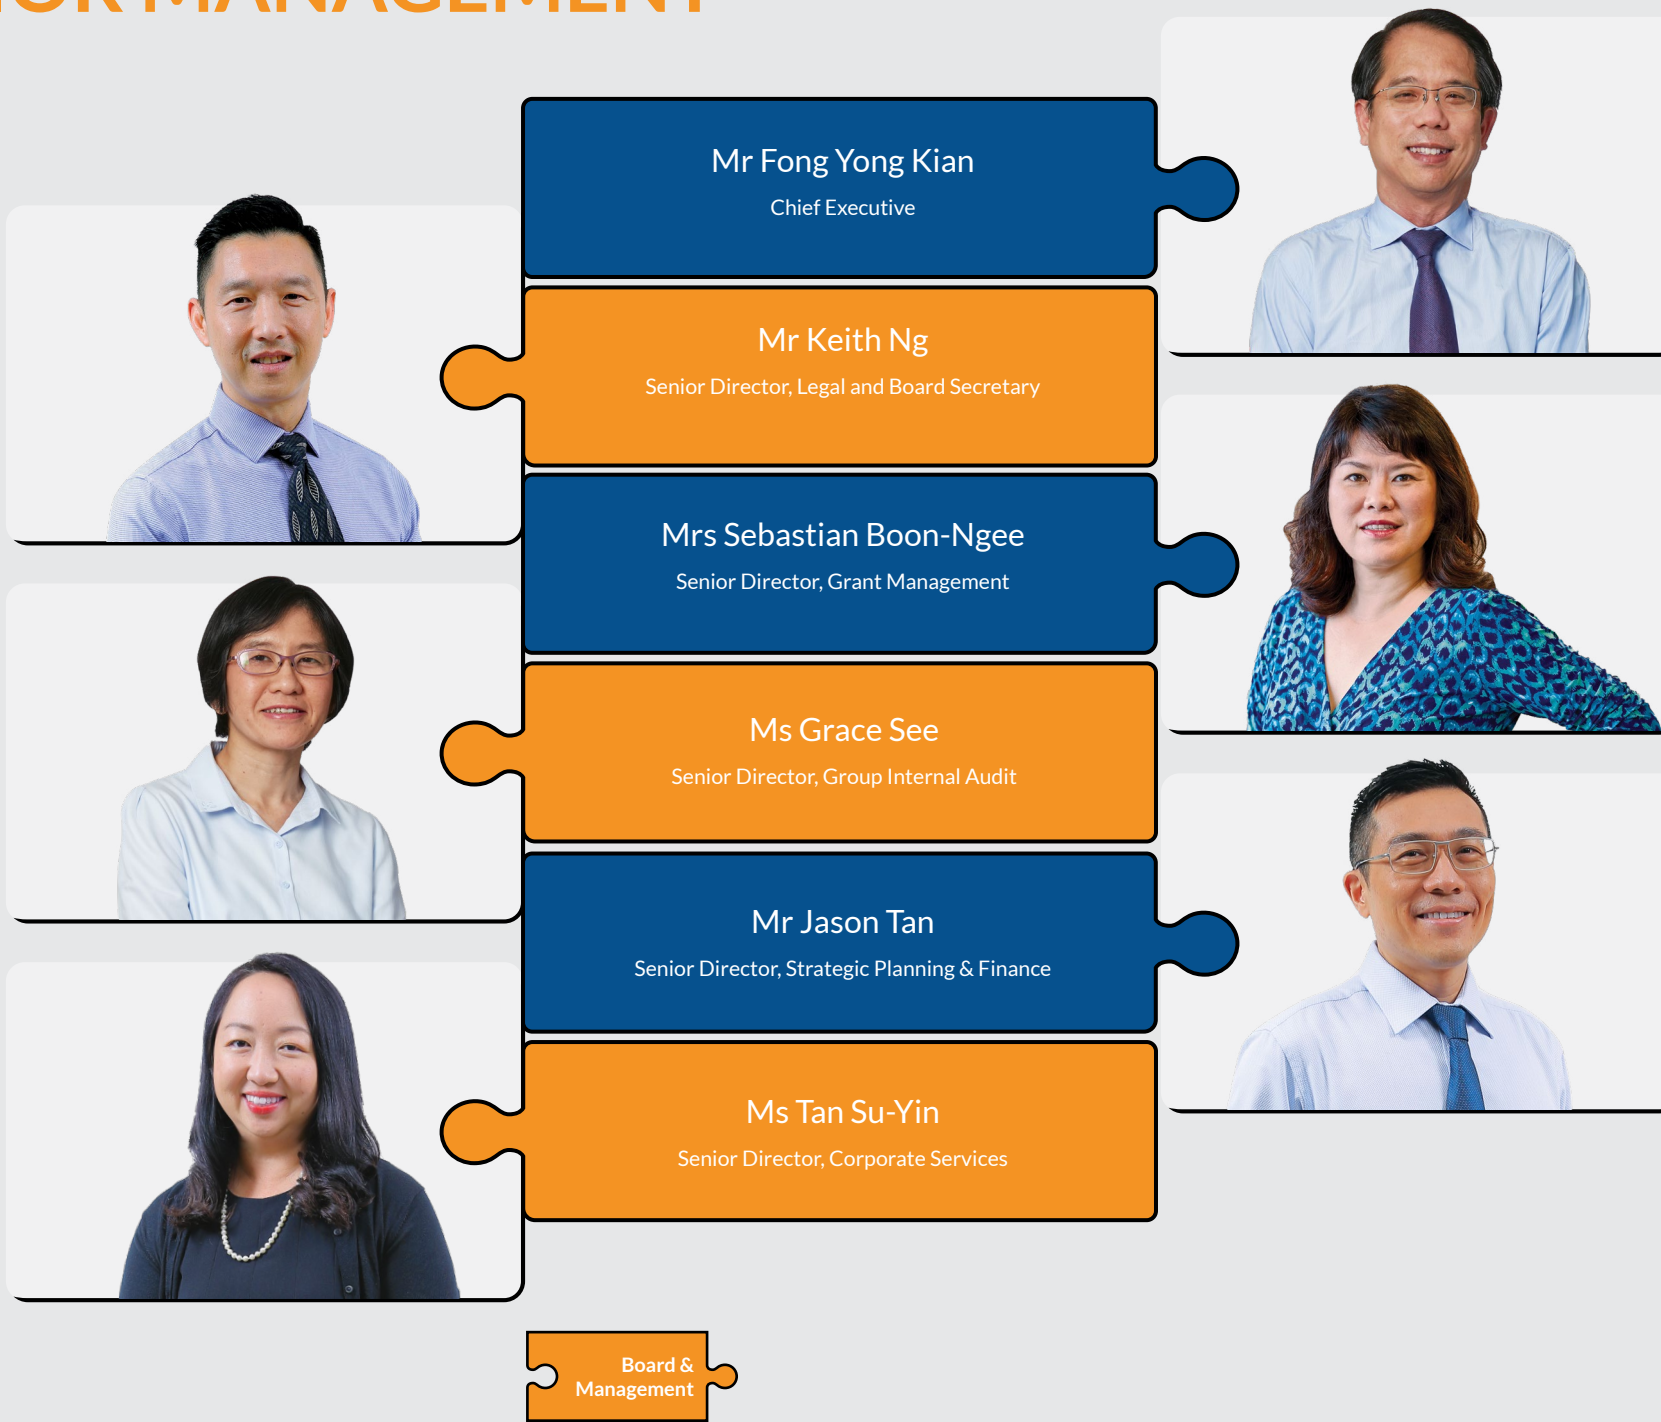 MANAGEMENT
Mr Fong Yong Kian
Chief Executive
Mr Keith Ng
Senior Director, Legal and Board Secretary
Mrs Sebastian Boon-Ngee
Senior Director, Grant Management
Ms Grace See
Senior Director, Group Internal Audit
Mr Jason Tan
Senior Director, Strategic Planning & Finance
Ms Tan Su-Yin
Senior Director, Corporate Services
Board &
Management